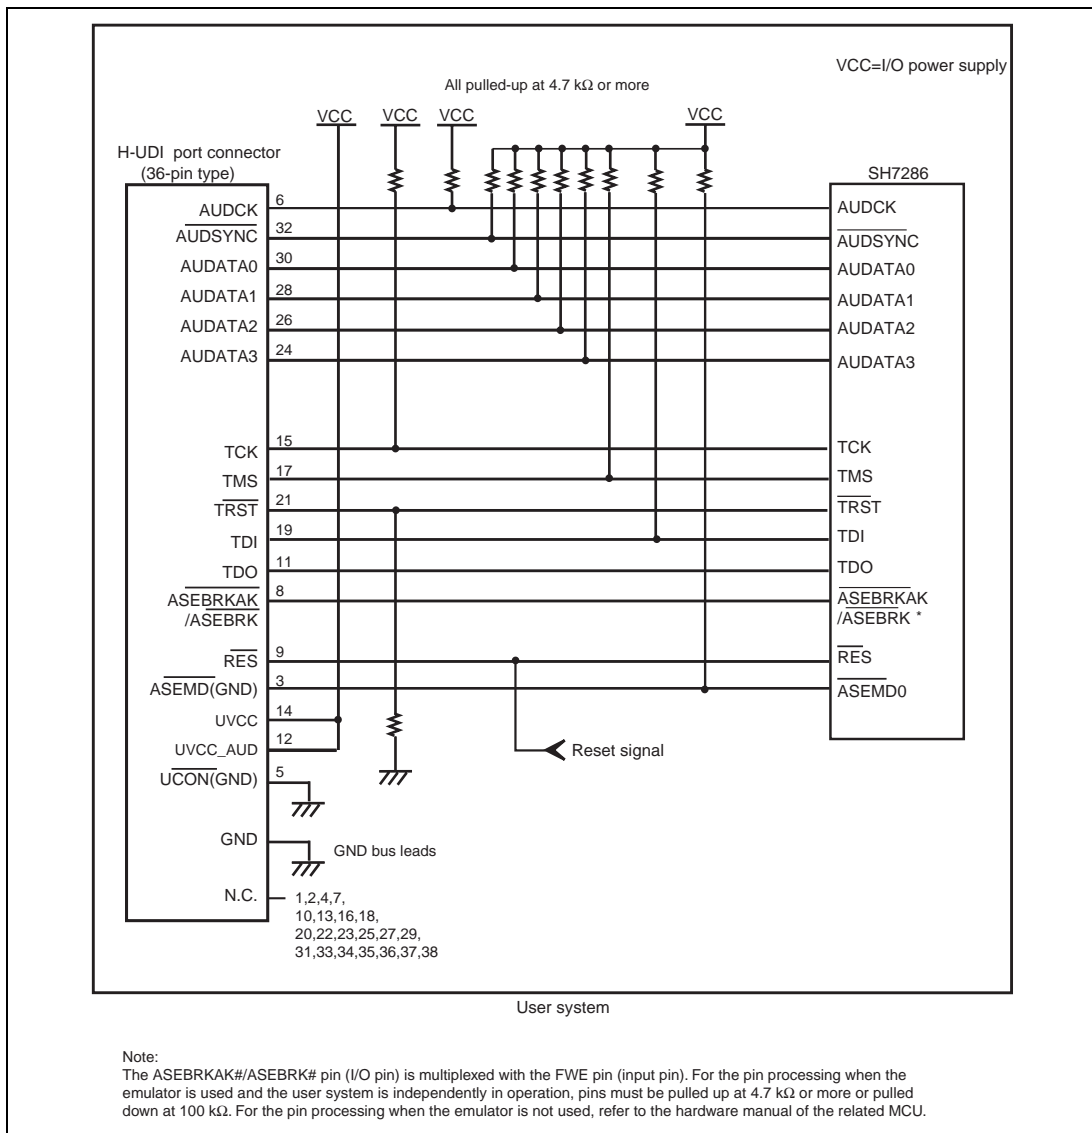 VCC=I/O power supply
All pulled-up at 4.7 kΩ or more
VCC VCC VCC VCC
H-UDI port connector
(36-pin type)
SH7286
AUDCK 6 AUDCK
AUDSYNC 32 AUDSYNC
AUDATA0 30 AUDATA0
AUDATA1 28 AUDATA1
AUDATA2 26 AUDATA2
AUDATA3 24 AUDATA3
TCK 15 TCK
TMS 17 TMS
TRST 21 TRST
TDI 19 TDI
TDO 11 TDO
ASEBRKAK 8 ASEBRKAK
/ASEBRK /ASEBRK *
RES 9 RES
ASEMD(GND) 3 ASEMD0
UVCC 14
Reset signal
UVCC_AUD 12
UCON(GND) 5
GND
GND bus leads
N.C. 1,2,4,7,
10,13,16,18,
20,22,23,25,27,29,
31,33,34,35,36,37,38
User system
Note:
The ASEBRKAK#/ASEBRK# pin (I/O pin) is multiplexed with the FWE pin (input pin). For the pin processing when the
emulator is used and the user system is independently in operation, pins must be pulled up at 4.7 kΩ or more or pulled
down at 100 kΩ. For the pin processing when the emulator is not used, refer to the hardware manual of the related MCU.